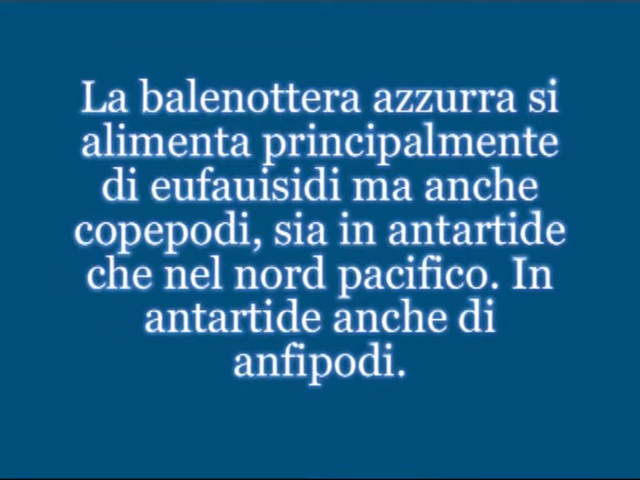 La balenottera azzurra si
alimenta principalmente
di eufauisidi ma anche
copepodi, sia in antartide
che nel nord pacifico. In
antartide anche di
anfipodi.